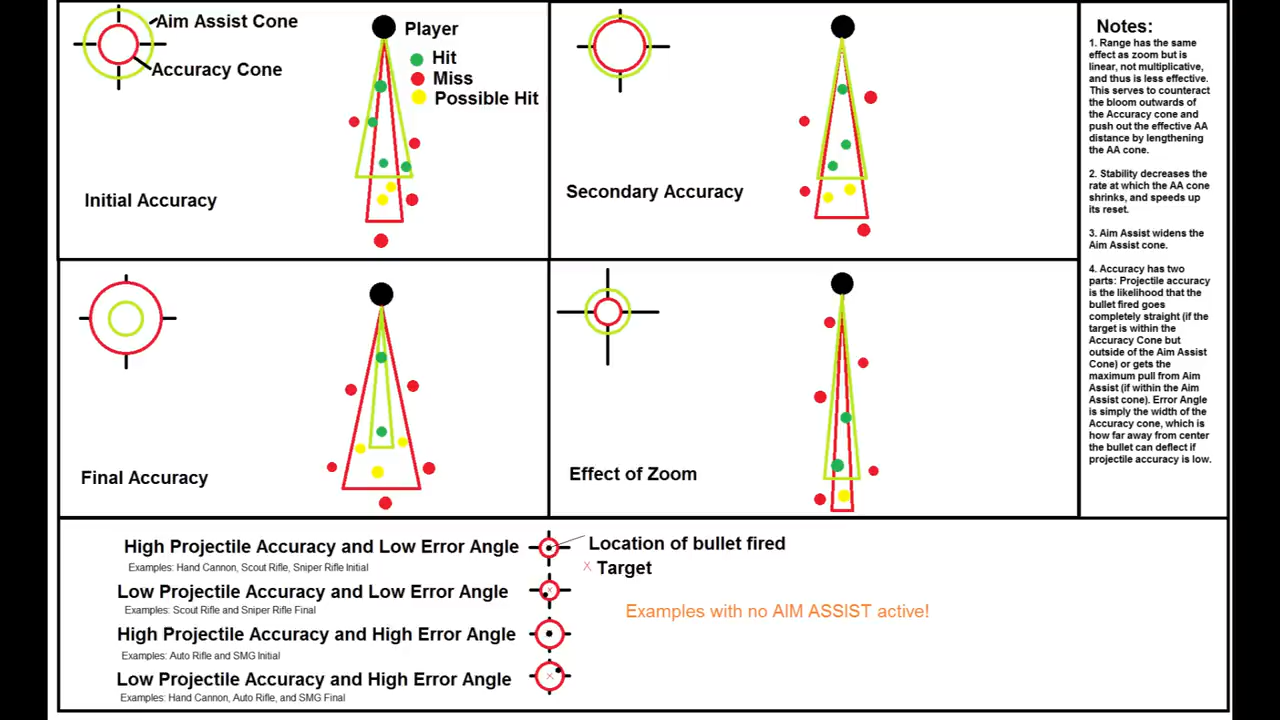 Aim Assist Cone
Accuracy Cone
Player
Hit
Miss
Possible Hit
Initial Accuracy
Secondary Accuracy
Final Accuracy
Effect of Zoom
Notes:
1. Range has the same
effect as zoom but is
linear, not multiplicative,
and thus is less effective.
This serves to counteract
the bloom outwards of
the Accuracy cone and
push out the effective AA
distance by lengthening
the AA cone.
2. Stability decreases the
rate at which the AA cone
shrinks, and speeds up
its reset.
3. Aim Assist widens the
Aim Assist cone.
4. Accuracy has two
parts: Projectile accuracy
is the likelihood that the
bullet fired goes
completely straight (if the
target is within the
Accuracy Cone but
outside of the Aim Assist
Cone) or gets the
maximum pull from Aim
Assist (if within the Aim
Assist cone). Error Angle
is simply the width of the
Accuracy cone, which is
how far away from center
the bullet can deflect if
projectile accuracy is low.
High Projectile Accuracy and Low Error Angle
Examples: Hand Cannon, Scout Rifle, Sniper Rifle Initial
Low Projectile Accuracy and Low Error Angle
Examples: Scout Rifle and Sniper Rifle Final
High Projectile Accuracy and High Error Angle
Examples: Auto Rifle and SMG Initial
Low Projectile Accuracy and High Error Angle
Examples: Hand Cannon, Auto Rifle, and SMG Final
Location of bullet fired
X Target
Examples with no AIM ASSIST active!